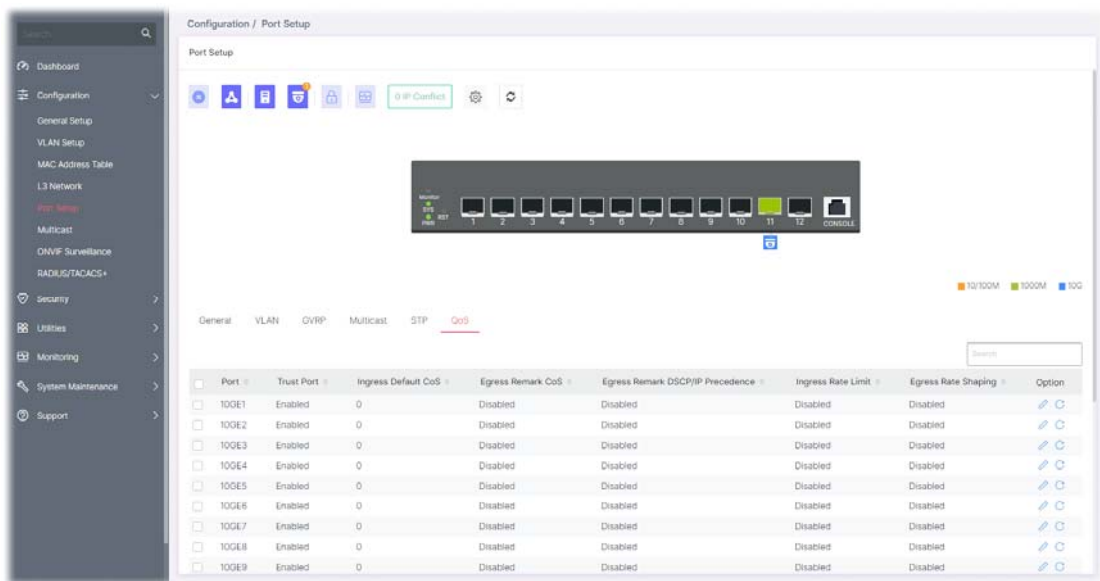 Configuration / Port Setup
Search
Port Setup
Dashboard
Configuration
General Setup
VLAN Setup
MAC Address Table
L3 Network
Port Setup
Multicast
ONVIF Surveillance
RADIUS/TACACS+
Security
Utilities
Monitoring
System Maintenance
Support
0 IP Conflict
Monitor
SYS
PWR RST
1 2 3 4 5 6 7 8 9 10 11 12 CONSOLE
10/100M 1000M 10G
General VLAN GVRP Multicast STP QoS
Search
Port Trust Port Ingress Default CoS Egress Remark CoS Egress Remark DSCP/IP Precedence Ingress Rate Limit Egress Rate Shaping Option
10GE1 Enabled 0 Disabled Disabled Disabled Disabled
10GE2 Enabled 0 Disabled Disabled Disabled Disabled
10GE3 Enabled 0 Disabled Disabled Disabled Disabled
10GE4 Enabled 0 Disabled Disabled Disabled Disabled
10GE5 Enabled 0 Disabled Disabled Disabled Disabled
10GE6 Enabled 0 Disabled Disabled Disabled Disabled
10GE7 Enabled 0 Disabled Disabled Disabled Disabled
10GE8 Enabled 0 Disabled Disabled Disabled Disabled
10GE9 Enabled 0 Disabled Disabled Disabled Disabled